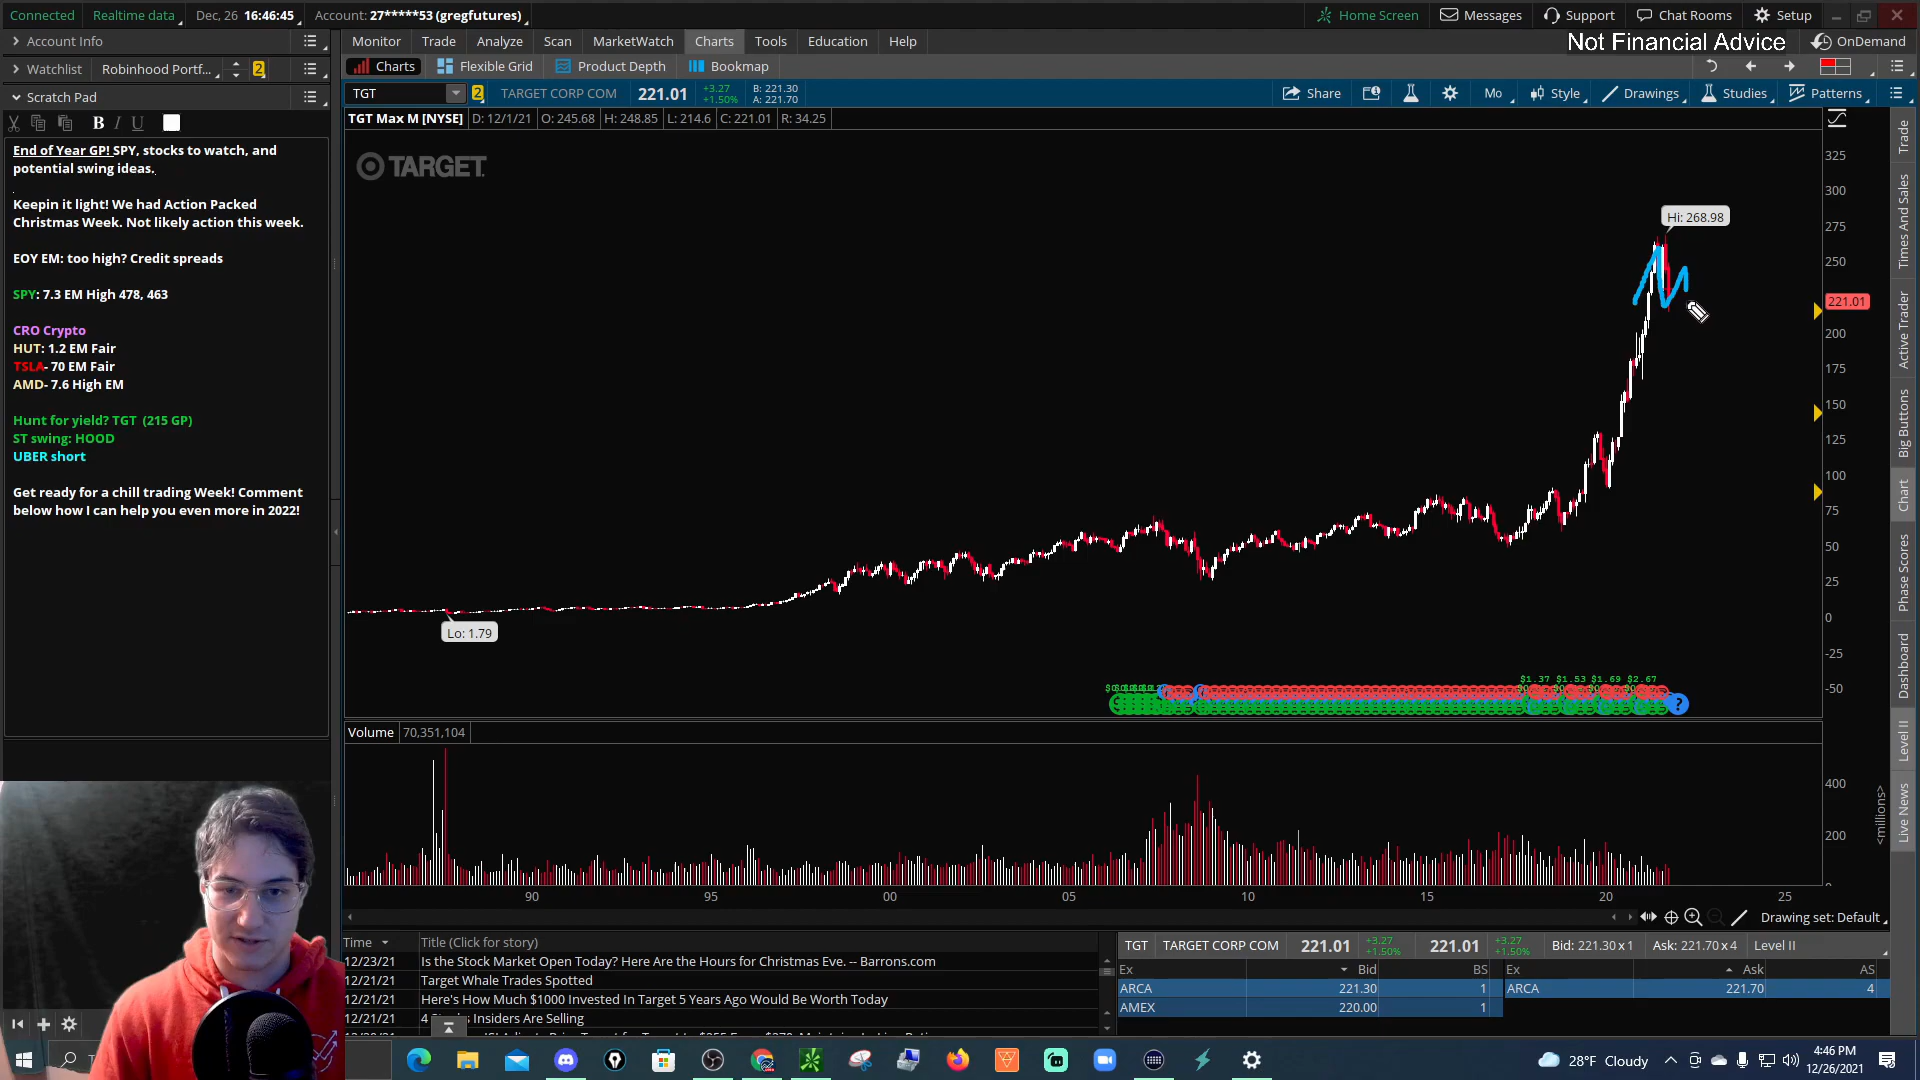 Connected Realtime data Dec, 26 16:46:45 Account: 27*****53 (gregfutures) Home Screen Messages Support Chat Rooms Setup
Account Info
Monitor Trade Analyze Scan MarketWatch Charts Tools Education Help Not Financial Advice OnDemand
Watchlist Robinhood Portf... 2
Charts Flexible Grid Product Depth Bookmap
Scratch Pad
TGT 2 TARGET CORP COM 221.01 +3.27 +1.50% B: 221.30 A: 221.70 Share Mo Style Drawings Studies Patterns
B I U
TGT Max M [NYSE] D: 12/1/21 O: 245.68 H: 248.85 L: 214.6 C: 221.01 R: 34.25
End of Year GP! SPY, stocks to watch, and
potential swing ideas.
Keepin it light! We had Action Packed
Christmas Week. Not likely action this week.
EOY EM: too high? Credit spreads
SPY: 7.3 EM High 478, 463
CRO Crypto
HUT: 1.2 EM Fair
TSLA- 70 EM Fair
AMD- 7.6 High EM
Hunt for yield? TGT (215 GP)
ST swing: HOOD
UBER short
Get ready for a chill trading Week! Comment
below how I can help you even more in 2022!
TARGET
Hi: 268.98
Lo: 1.79
325
300
275
250
221.01
200
175
150
125
100
75
50
25
0
-25
-50
$1.37 $1.53 $1.69 $2.67
Volume 70,351,104
400
200
<millions>
90 95 00 05 10 15 20 25
Drawing set: Default
Trade
Times And Sales
Active Trader
Big Buttons
Chart
Phase Scores
Dashboard
Level II
Live News
Time Title (Click for story)
12/23/21 Is the Stock Market Open Today? Here Are the Hours for Christmas Eve. -- Barrons.com
12/21/21 Target Whale Trades Spotted
12/21/21 Here's How Much $1000 Invested In Target 5 Years Ago Would Be Worth Today
12/21/21 4 Insiders Are Selling
TGT TARGET CORP COM 221.01 +3.27 +1.50% 221.01 +3.27 +1.50% Bid: 221.30 x 1 Ask: 221.70 x 4 Level II
Ex Bid BS Ex Ask AS
ARCA 221.30 1 ARCA 221.70 4
AMEX 220.00 1
28°F Cloudy
4:46 PM
12/26/2021